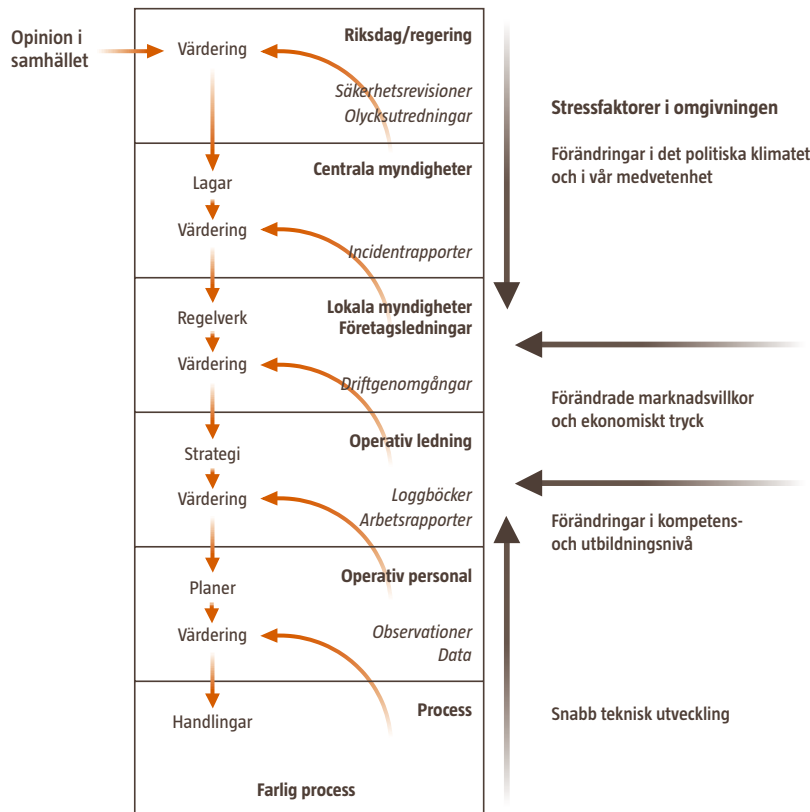 Opinion i
samhället
Riksdag/regering
Värdering
Säkerhetsrevisioner
Olycksutredningar
Centrala myndigheter
Lagar
Värdering
Incidentrapporter
Lokala myndigheter
Företagsledningar
Regelverk
Värdering
Driftgenomgångar
Operativ ledning
Strategi
Värdering
Loggböcker
Arbetsrapporter
Operativ personal
Planer
Värdering
Observationer
Data
Process
Handlingar
Farlig process
Stressfaktorer i omgivningen
Förändringar i det politiska klimatet
och i vår medvetenhet
Förändrade marknadsvillkor
och ekonomiskt tryck
Förändringar i kompetens-
och utbildningsnivå
Snabb teknisk utveckling